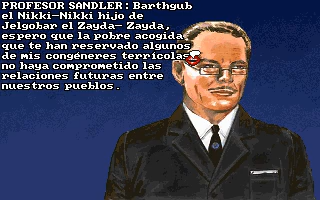 PROFESOR SANDLER: Barthgub
el Nikki-Nikki hijo de
Jelgobar el Zayda- Zayda,
espero que la pobre acogida
que te han reservado algunos
de mis congéneres terrícolas
no haya comprometido las
relaciones futuras entre
nuestros pueblos.